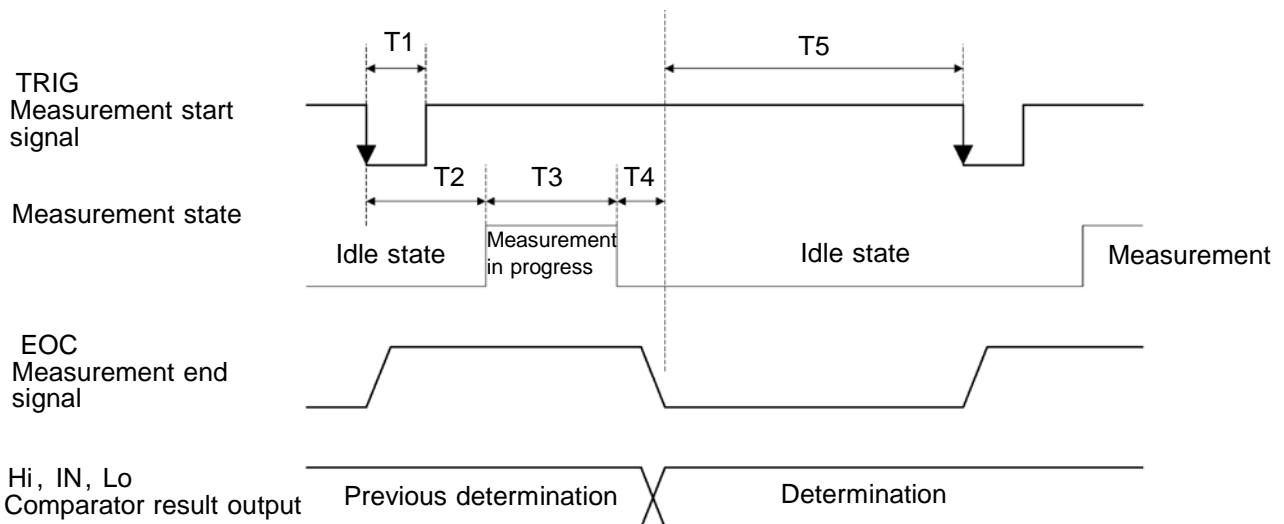 T1
T5
TRIG
Measurement start
signal
T2
T3
T4
Measurement state
Idle state
Measurement
in progress
Idle state
Measurement
EOC
Measurement end
signal
Hi, IN, Lo
Comparator result output
Previous determination
Determination